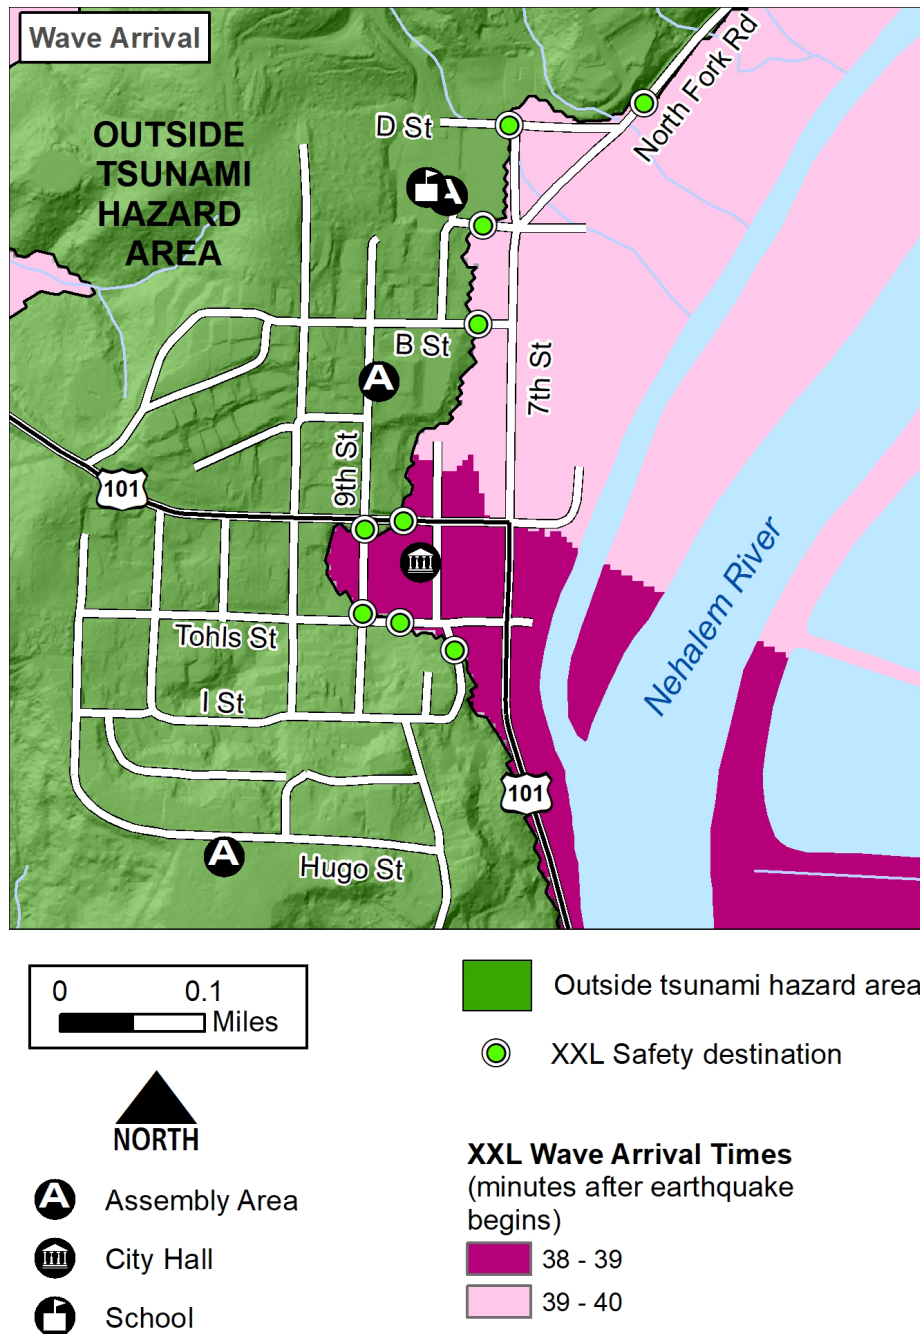 Wave Arrival
North Fork Rd
D St
OUTSIDE
TSUNAMI
HAZARD
AREA
A
B St
A
7th St
9th St
101
Nehalem River
Tohls St
I St
101
A
Hugo St
0 0.1
Miles
Outside tsunami hazard area
XXL Safety destination
NORTH
XXL Wave Arrival Times
(minutes after earthquake
begins)
A Assembly Area
City Hall
38 - 39
39 - 40
School